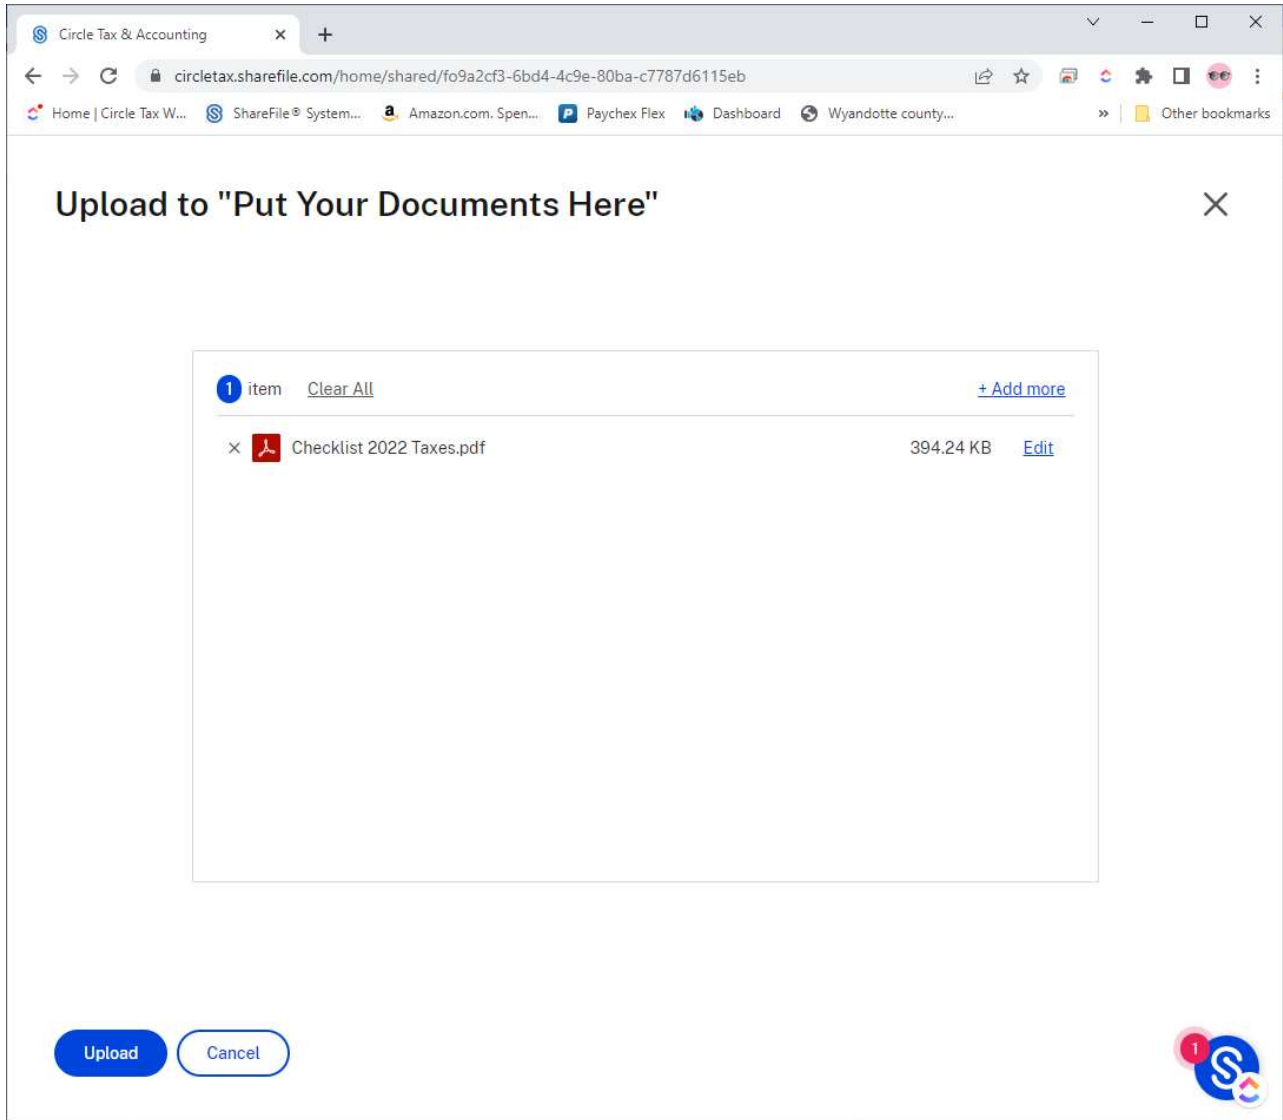 Circle Tax & Accounting
circletax.sharefile.com/home/shared/fo9a2cf3-6bd4-4c9e-80ba-c7787d6115eb
Home | Circle Tax W... ShareFile® System... Amazon.com. Spen... Paychex Flex Dashboard Wyandotte county... » Other bookmarks
Upload to "Put Your Documents Here"
1 item Clear All + Add more
Checklist 2022 Taxes.pdf 394.24 KB Edit
Upload Cancel
1